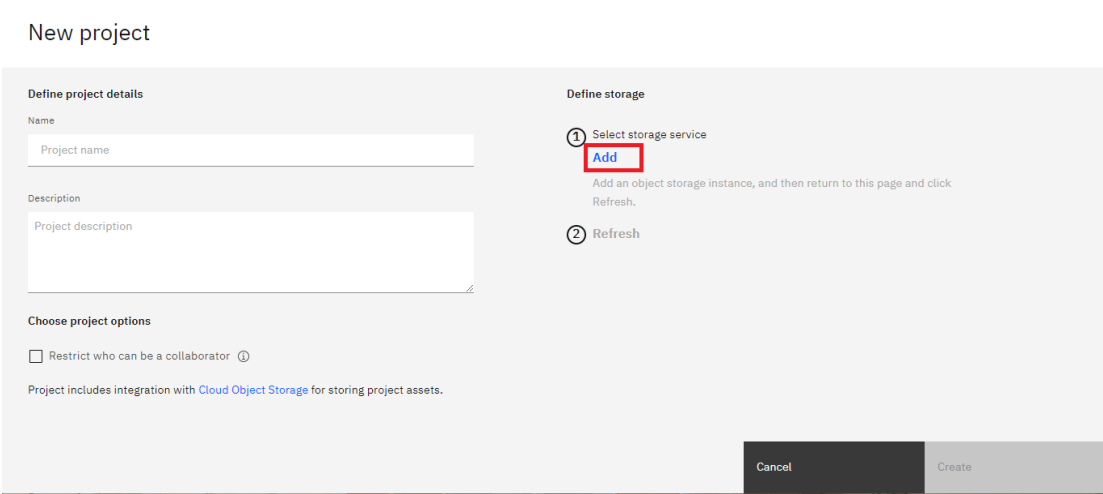 New project
Define project details
Name
Project name
Description
Project description
Choose project options
Restrict who can be a collaborator
Project includes integration with Cloud Object Storage for storing project assets.
Define storage
1 Select storage service
Add
Add an object storage instance, and then return to this page and click
Refresh.
2 Refresh
Cancel
Create